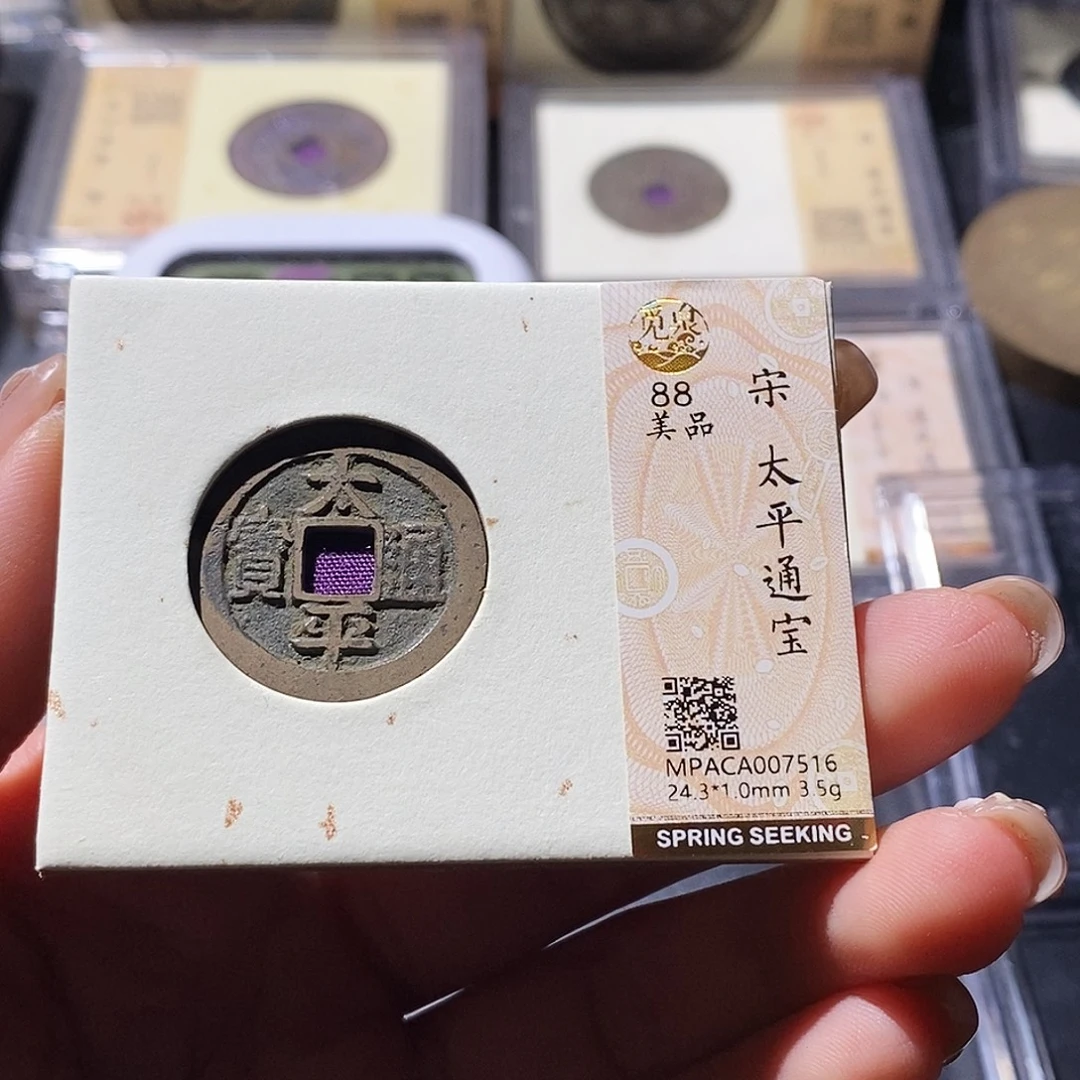 太
平
通
寳
觅泉
88
美品
宋 太平通宝
MPACA007516
24.3*1.0mm 3.5g
SPRING SEEKING